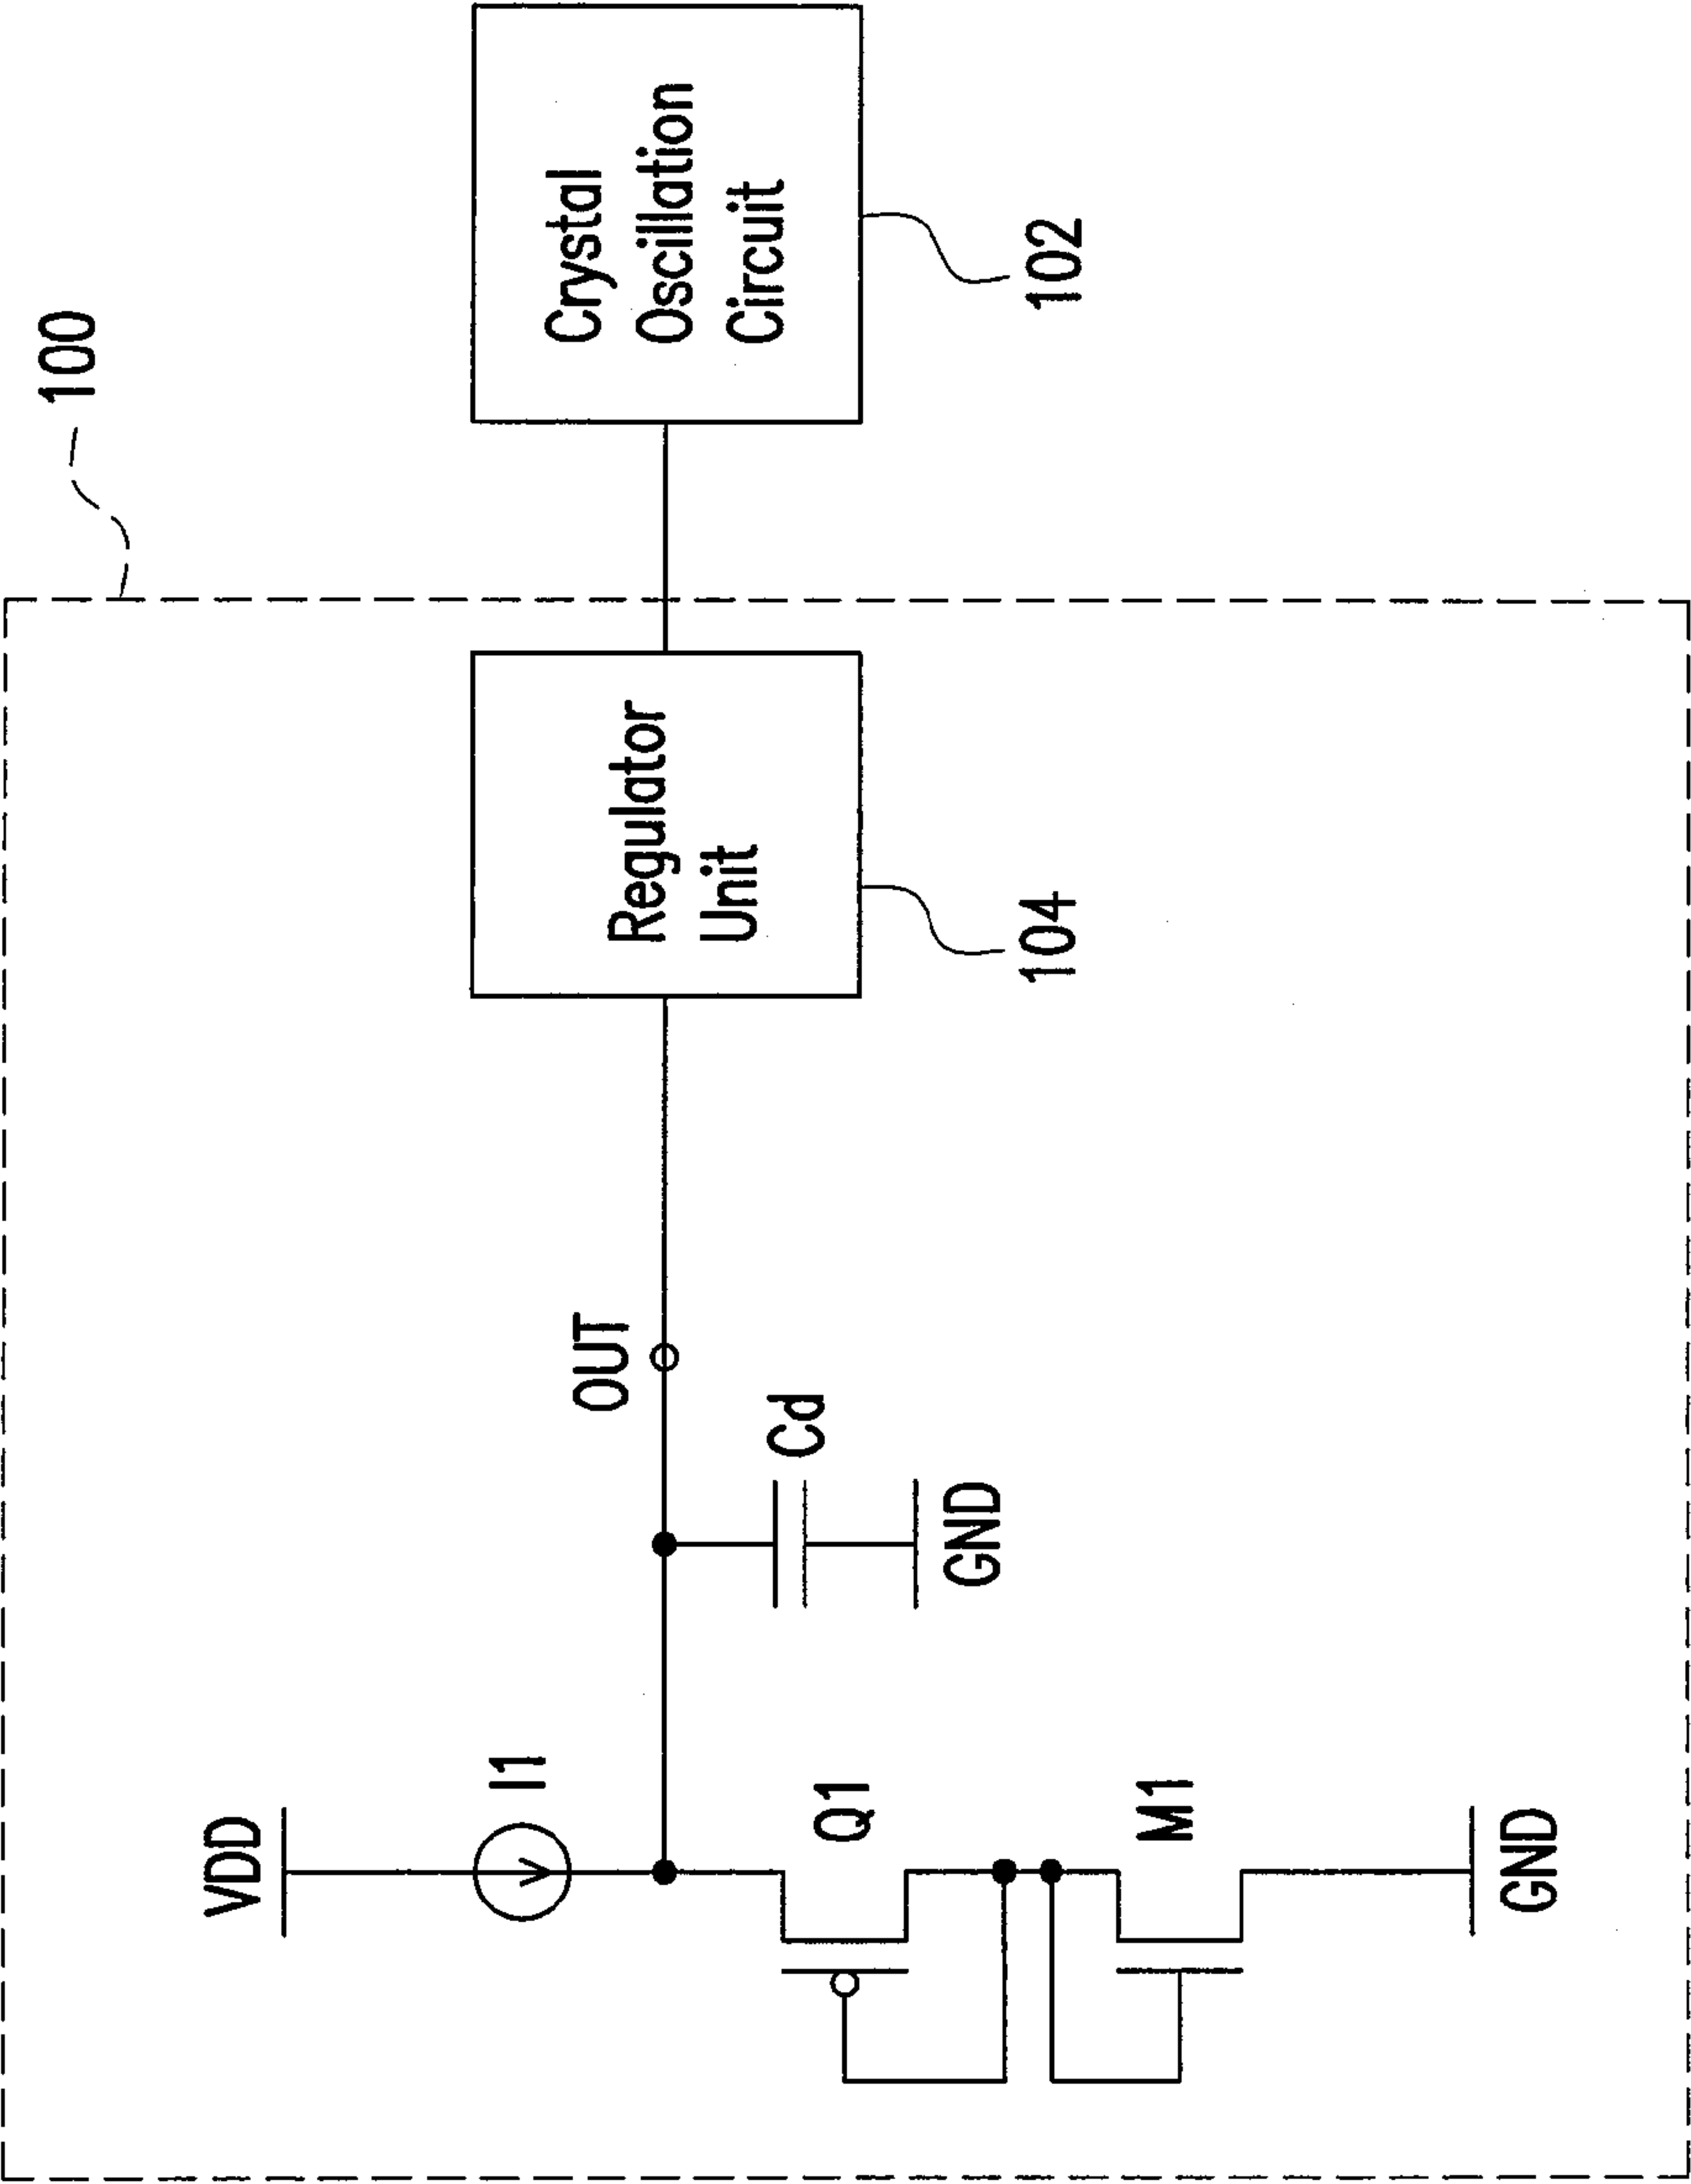 100
VDD
I1
OUT
Regulator
Unit
Crystal
Oscillation
Circuit
Q1
Cd
GND
104
102
M1
GND